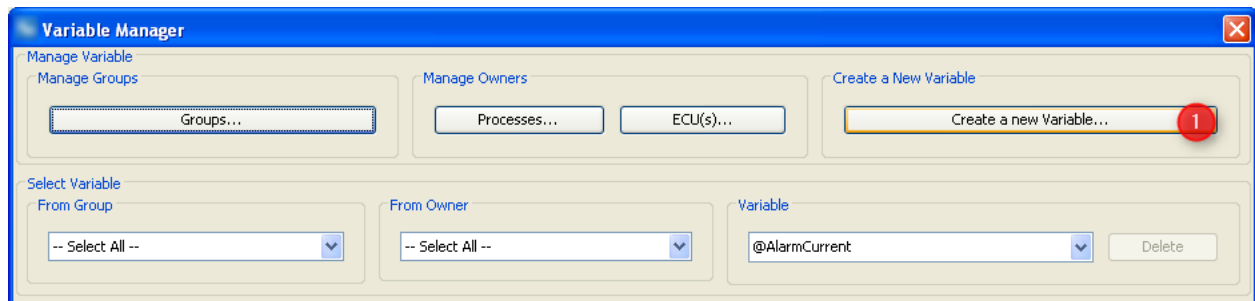 Variable Manager
Manage Variable
Manage Groups
Manage Owners
Create a New Variable
Groups...
Processes...
ECU(s)...
Create a new Variable...
1
Select Variable
From Group
From Owner
Variable
-- Select All --
-- Select All --
@AlarmCurrent
Delete